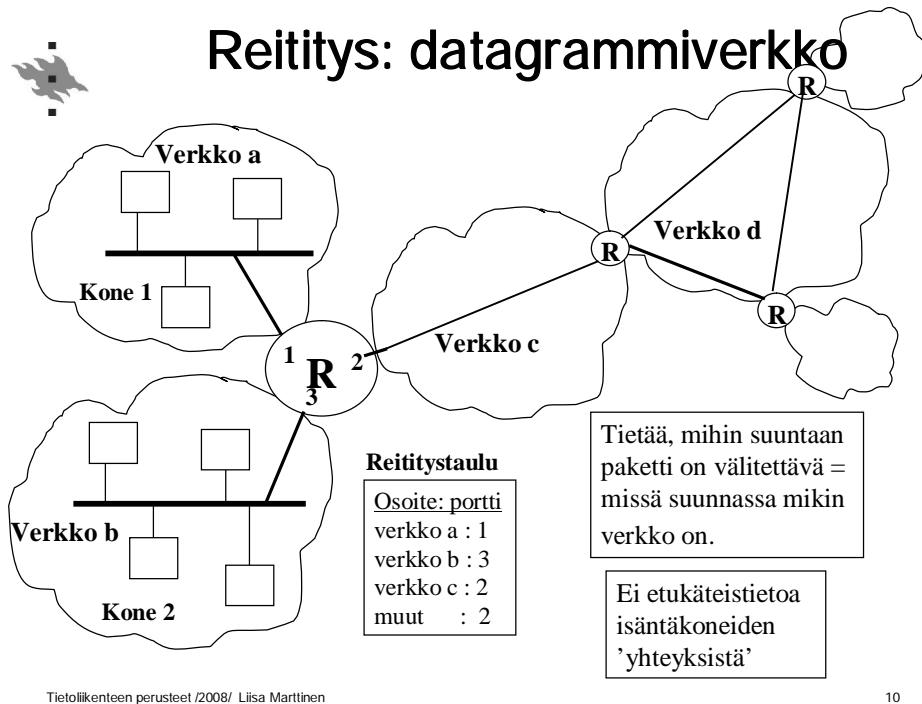 Reititys: datagrammiverkko
R
Verkko a
Verkko d
R
Kone 1
R
Verkko c
1
2
R
3
Tietää, mihin suuntaan
paketti on välitettävä =
missä suunnassa mikin
verkko on.
Reititystaulu
Osoite: portti
verkko a : 1
verkko b : 3
verkko c : 2
muut : 2
Verkko b
Ei etukäteistietoa
isäntäkoneiden
’yhteyksistä’
Kone 2
Tietoliikenteen perusteet /2008/ Liisa Marttinen
10